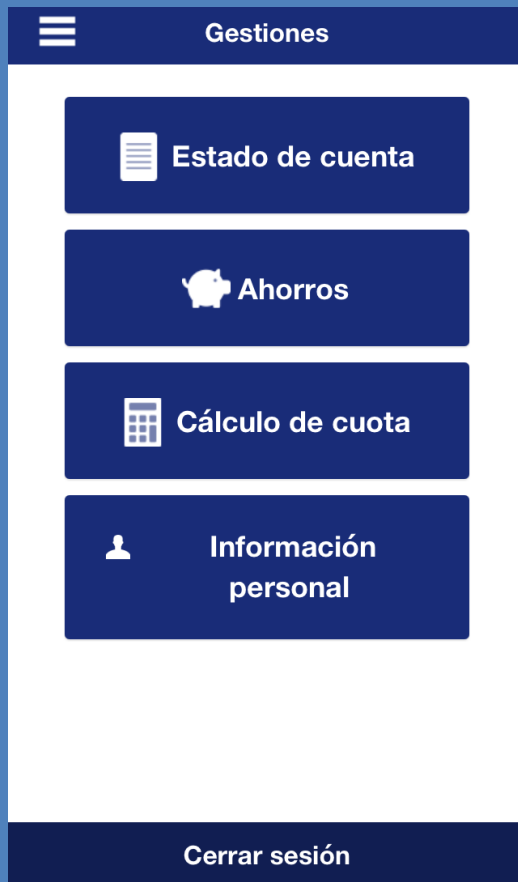 Gestiones
Estado de cuenta
Ahorros
Cálculo de cuota
Información
personal
Cerrar sesión